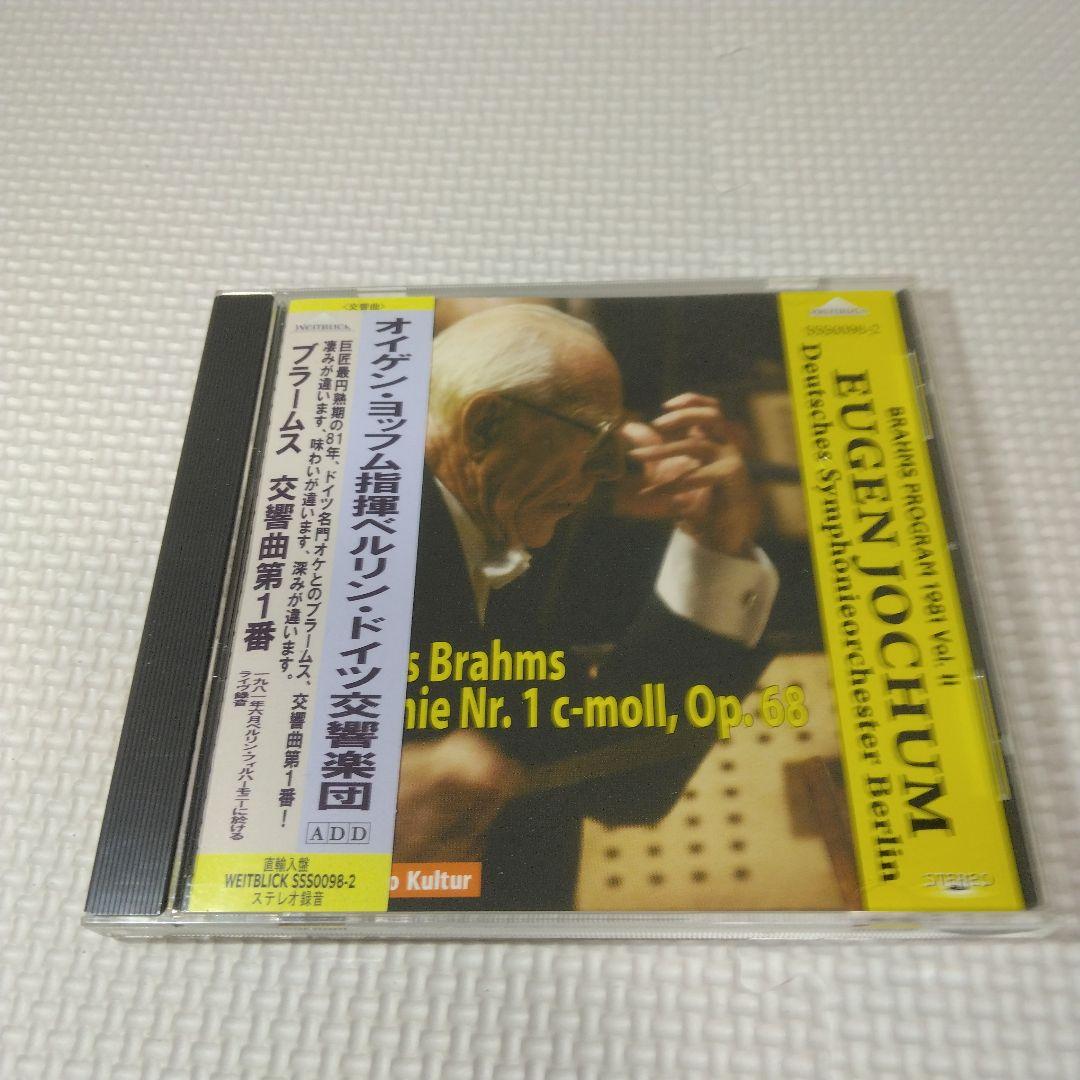 <交響曲>
WEITBLICK
オイゲン・ヨッフム指揮ベルリン・ドイツ交響楽団
巨匠最円熟期の81年、ドイツ名門オケとのブラームス、交響曲第1番！
凄みが違います、味わいが違います、深みが違います。
ブラームス 交響曲第1番
一九八一年六月ベルリン・フィルハーモニーに於ける
ライヴ録音
ADD
直輸入盤
WEITBLICK SSS0098-2
ステレオ録音
s Brahms
nie Nr. 1 c-moll, Op. 68
o Kultur
WEITBLICK
SSS0098-2
BRAHMS PROGRAM 1981 Vol. II
EUGEN JOCHUM
Deutsches Symphonieorchester Berlin
STEREO